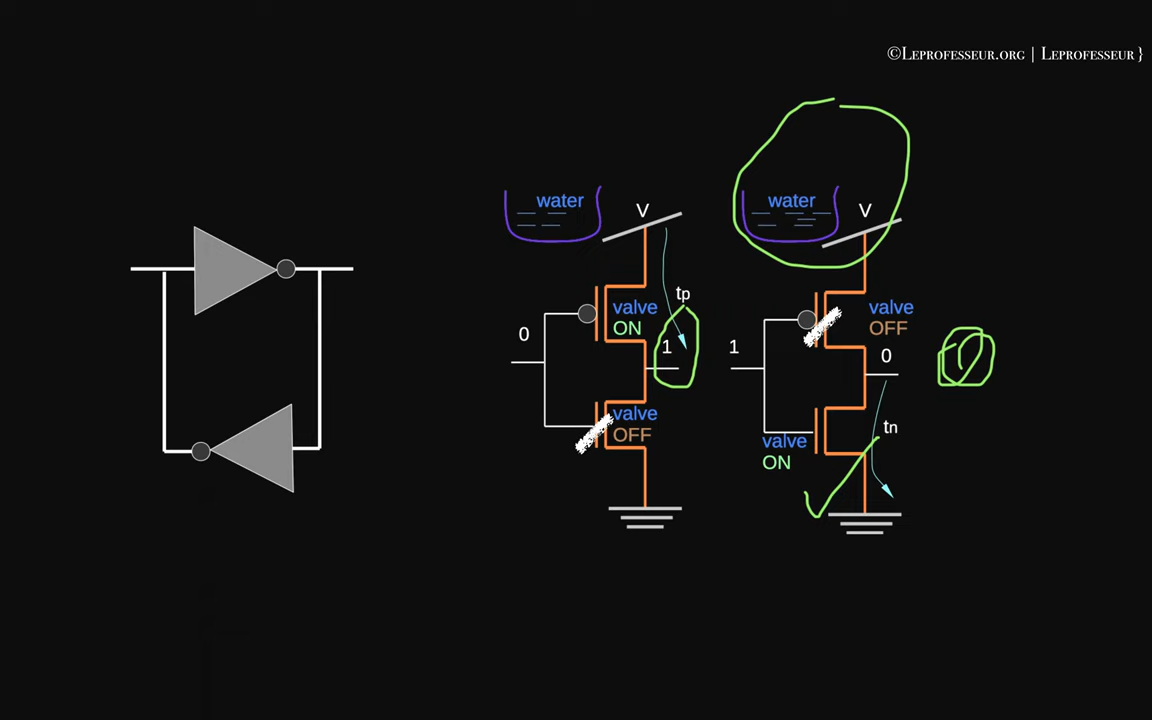 ©Leprofesseur.org | Leprofesseur }
water
V
tp
valve
ON
0
1
valve
OFF
water
V
valve
OFF
1
0
tn
valve
ON
0